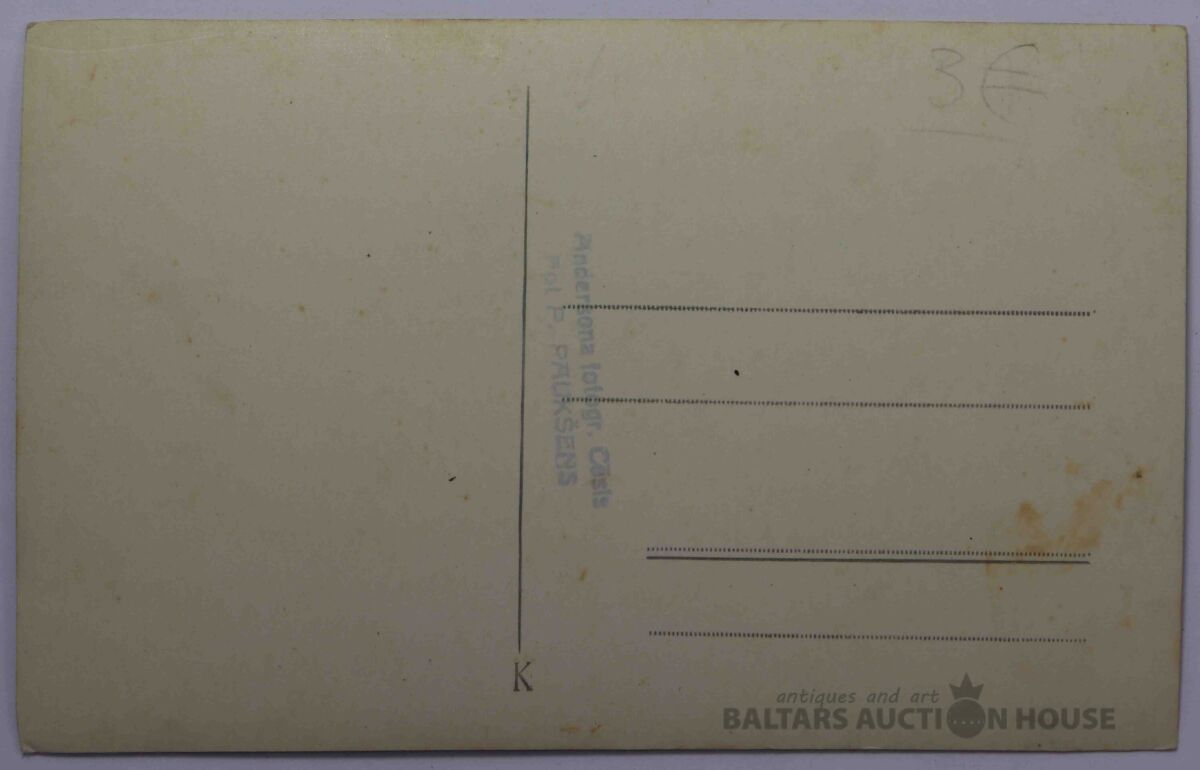 3€
Andersona fotogr. Cēsis
Fot P. PAUKŠENS
K
antiques and art
BALTARS AUCTION HOUSE